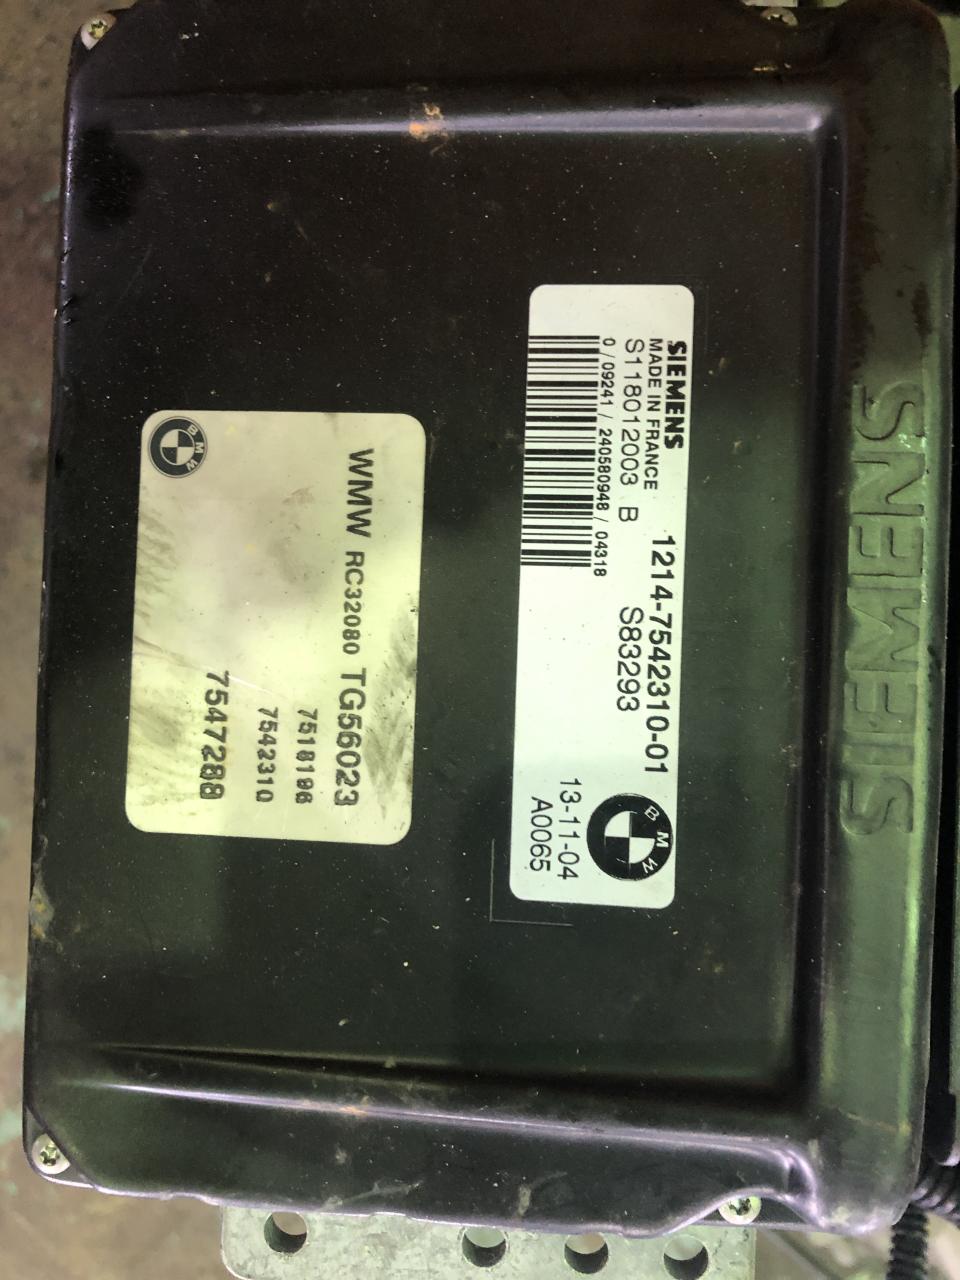 SIEMENS
SIEMENS
MADE IN FRANCE
S118012003 B
0 / 09241 / 240580948 / 04318
1214-7542310-01
S83293
13-11-04
A0065
BMW
WMW RC32080 TG56023
7518196
7542310
7547288
BMW